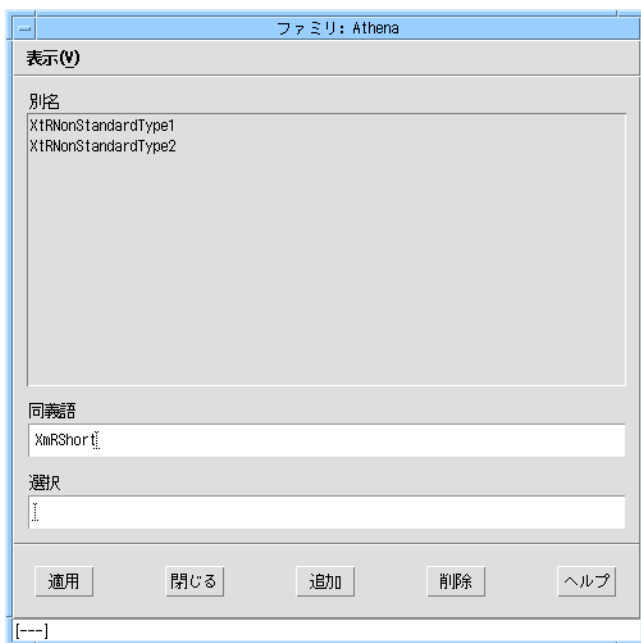 ファミリ: Athena
表示(V)
別名
XtRNonStandardType1
XtRNonStandardType2
同義語
XmRShort
選択
適用 閉じる 追加 削除 ヘルプ
[---]